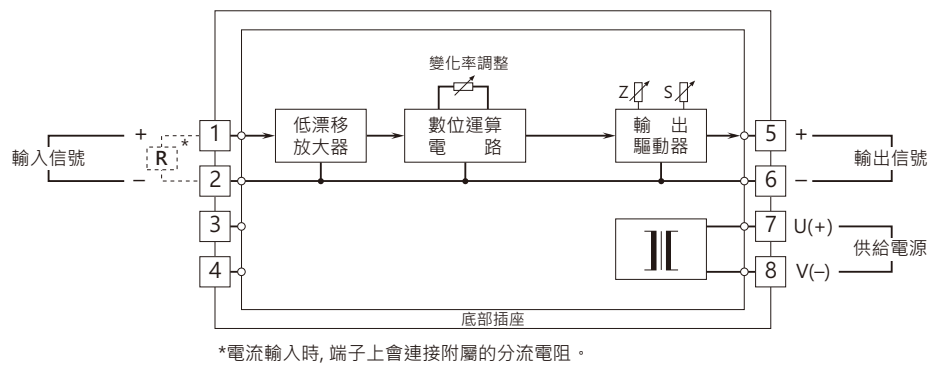 變化率調整
Z
S
低漂移
放大器
數位運算
電 路
輸 出
驅動器
輸入信號
+
−
R
*
1
2
3
4
5
6
7
8
+
−
輸出信號
U(+)
V(−)
供給電源
底部插座
*電流輸入時, 端子上會連接附屬的分流電阻。